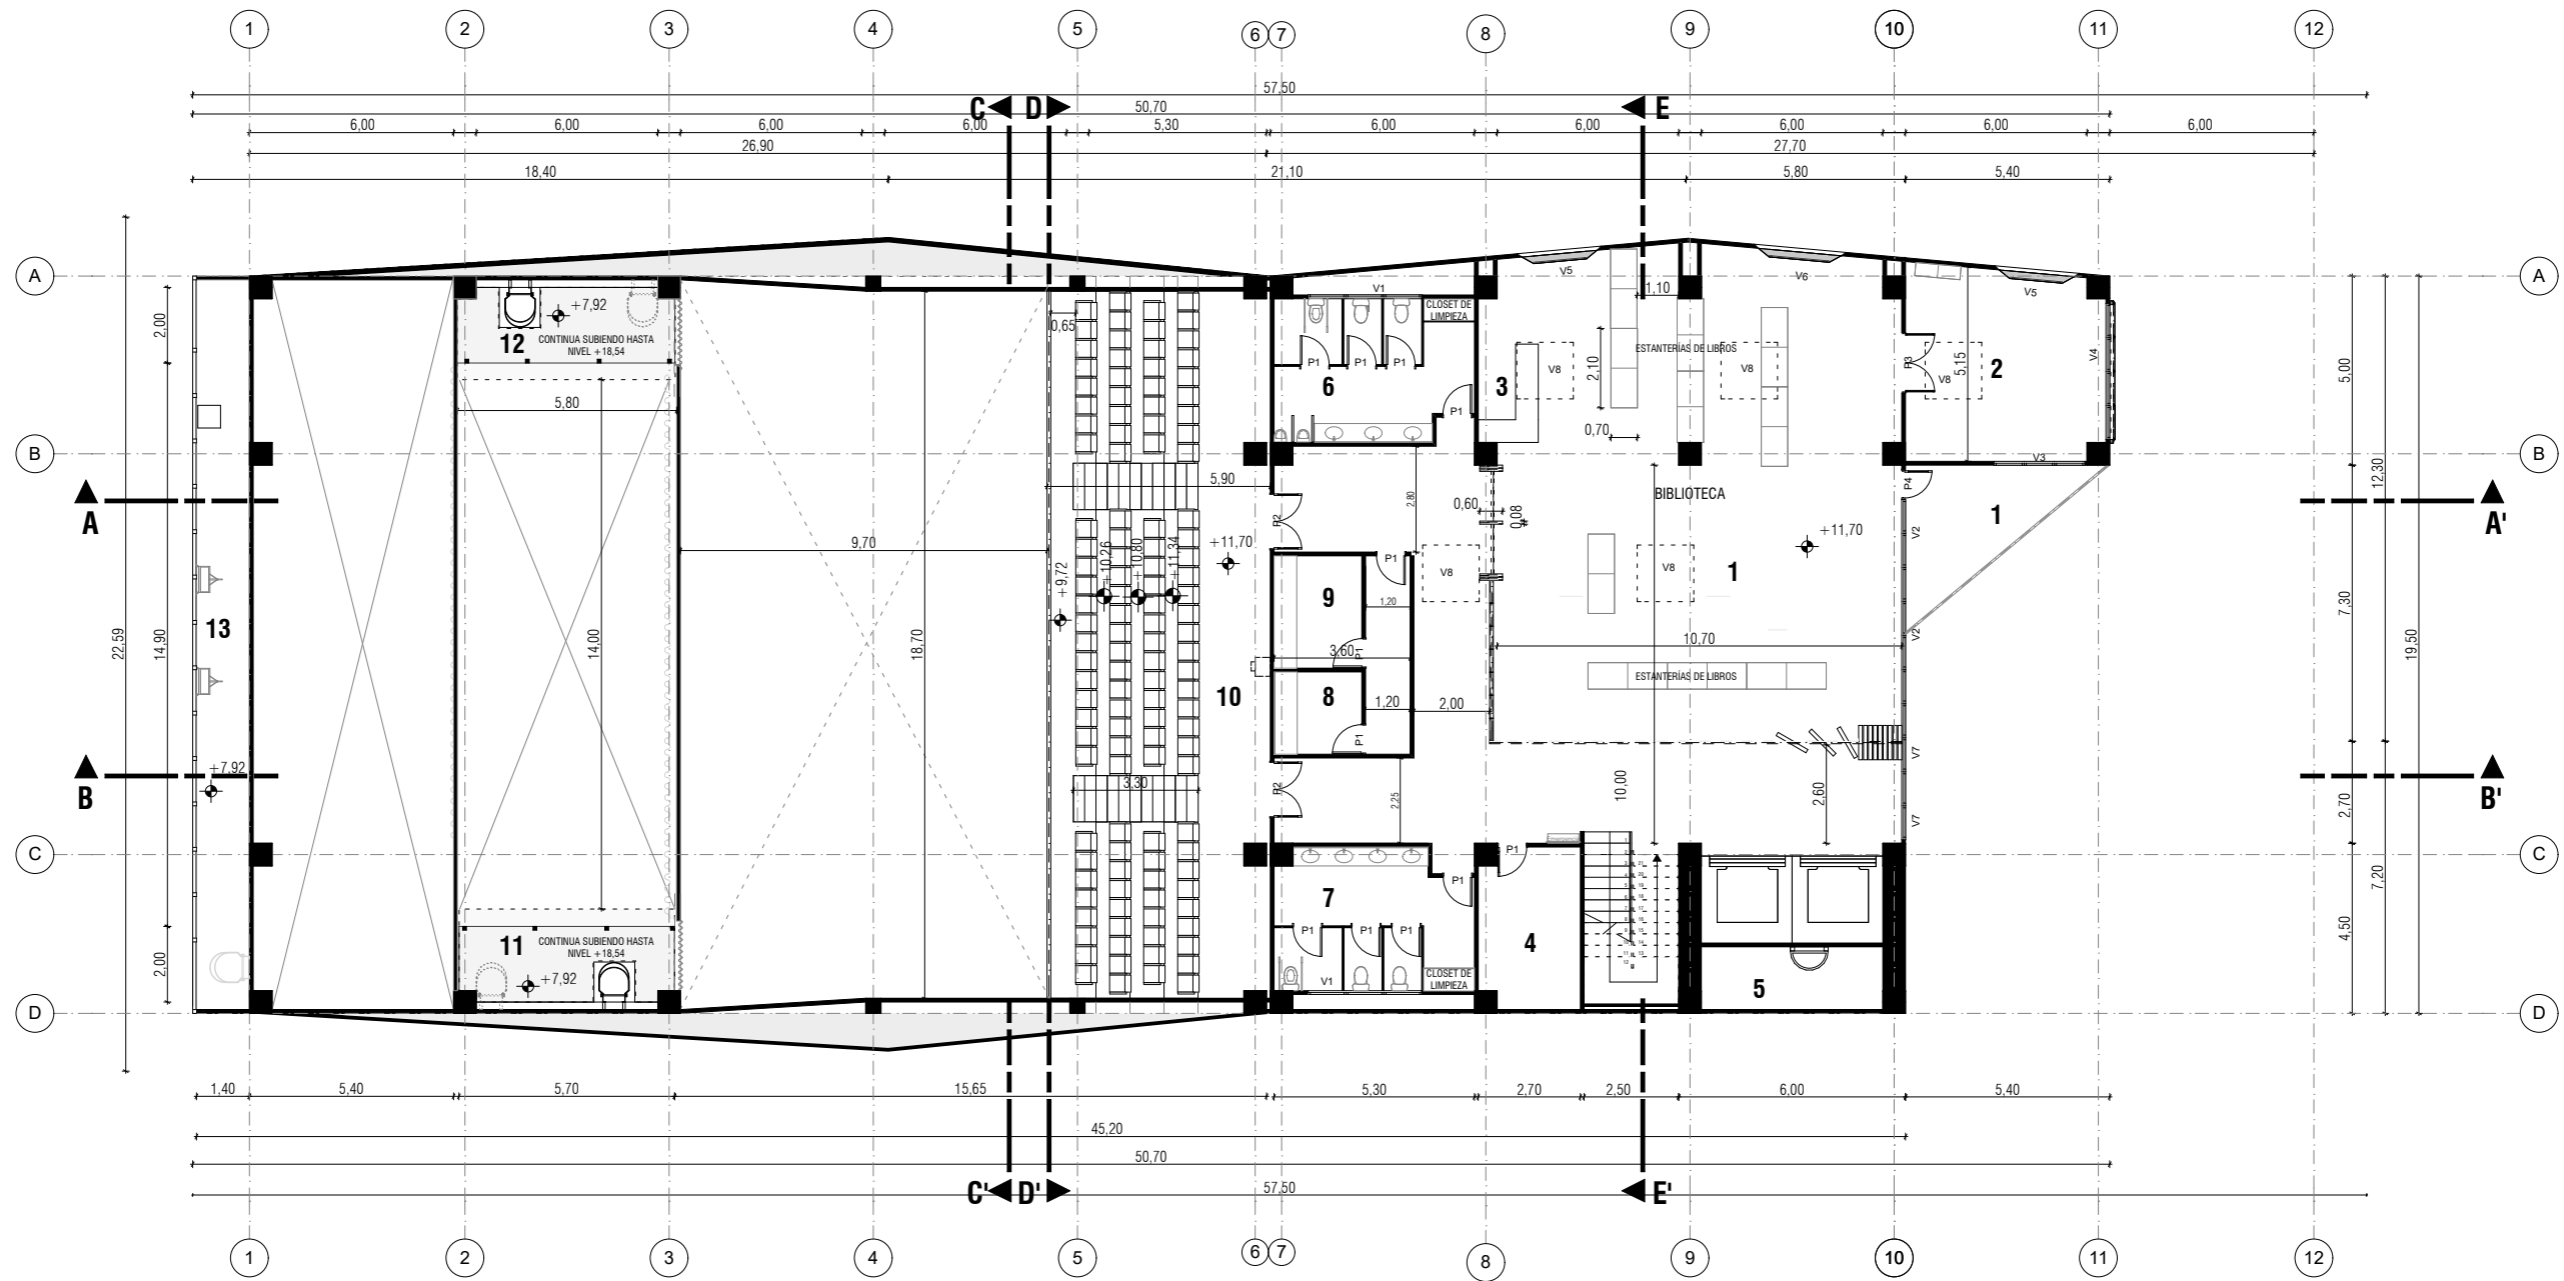 1 2 3 4 5 6 7 8 9 10 11 12
57,50
C D 50,70 E
6,00 6,00 6,00 6,00 5,30 6,00 6,00 6,00 6,00 6,00
26,90 27,70
18,40 21,10 5,80 5,40
A A
V5 V6 V5
V1 1,10
2,00 +7,92 CLOSET DE
LIMPIEZA
0,65
12 CONTINUA SUBIENDO HASTA
NIVEL +18,54
P1 P1 P1
ESTANTERÍAS DE LIBROS
V8 2,10 V8 P3 V8 5,15 2 V4 5,00
6 3
5,80
P1
0,70
B B
V3
5,90 2,80 BIBLIOTECA P4 12,30
A A'
0,60 0,08 1
P2 V2
9,70 +9,72 +10,26 +10,80 +11,34 +11,70 +11,70
P1 V8 V8 1
9 1,20 7,30
13 22,59 14,90 14,00 18,70 3,60 P1 10,70 V2 19,50
ESTANTERÍAS DE LIBROS
10 8 1,20 2,00
P1
V7
+7,92
B 3,30 P2 2,25 10,00 2,60 2,70 B'
V7
C C
P1
P1 7,20
7
11 CONTINUA SUBIENDO HASTA
NIVEL +18,54
P1 P1 P1 4 4,50
2,00 +7,92 V1 CLOSET DE
LIMPIEZA
5
D D
1,40 5,40 5,70 15,65 5,30 2,70 2,50 6,00 5,40
45,20
50,70
C' D' 57,50 E'
1 2 3 4 5 6 7 8 9 10 11 12